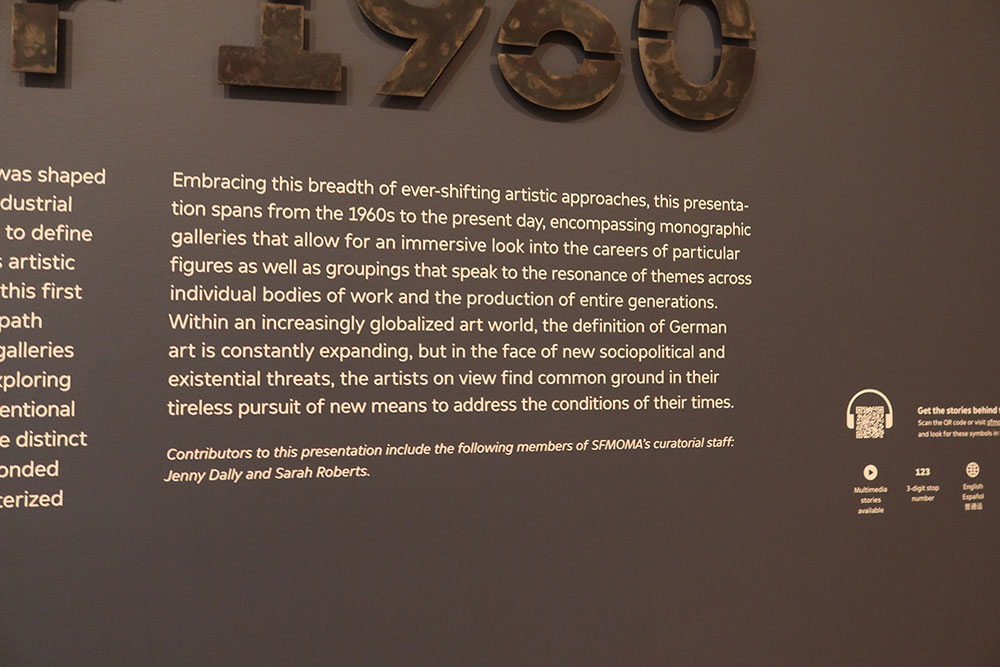 1960
was shaped
dustrial
to define
artistic
this first
path
galleries
ploring
entional
e distinct
onded
terized
Embracing this breadth of ever-shifting artistic approaches, this presenta-
tion spans from the 1960s to the present day, encompassing monographic
galleries that allow for an immersive look into the careers of particular
figures as well as groupings that speak to the resonance of themes across
individual bodies of work and the production of entire generations.
Within an increasingly globalized art world, the definition of German
art is constantly expanding, but in the face of new sociopolitical and
existential threats, the artists on view find common ground in their
tireless pursuit of new means to address the conditions of their times.
Contributors to this presentation include the following members of SFMOMA's curatorial staff:
Jenny Dally and Sarah Roberts.
Get the stories behind
Scan the QR code or visit sfmo
and look for these symbols in
Multimedia
stories
available
123
3-digit stop
number
English
Español
普通话